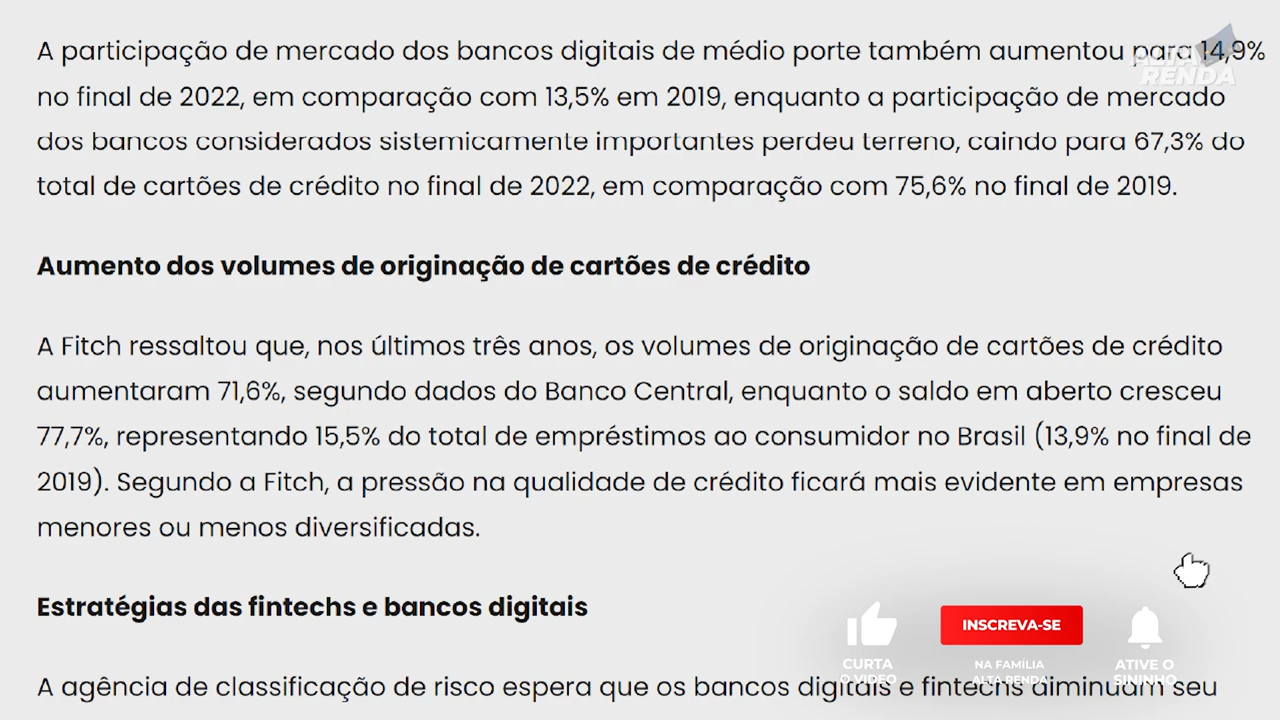 A participação de mercado dos bancos digitais de médio porte também aumentou para 14,9%
no final de 2022, em comparação com 13,5% em 2019, enquanto a participação de mercado
dos bancos considerados sistemicamente importantes perdeu terreno, caindo para 67,3% do
total de cartões de crédito no final de 2022, em comparação com 75,6% no final de 2019.
ALTA
RENDA
Aumento dos volumes de originação de cartões de crédito
A Fitch ressaltou que, nos últimos três anos, os volumes de originação de cartões de crédito
aumentaram 71,6%, segundo dados do Banco Central, enquanto o saldo em aberto cresceu
77,7%, representando 15,5% do total de empréstimos ao consumidor no Brasil (13,9% no final de
2019). Segundo a Fitch, a pressão na qualidade de crédito ficará mais evidente em empresas
menores ou menos diversificadas.
Estratégias das fintechs e bancos digitais
A agência de classificação de risco espera que os bancos digitais e fintechs diminuam seu
CURTA
O VIDEO
INSCREVA-SE
NA FAMÍLIA
ALTA RENDA
ATIVE O
SININHO